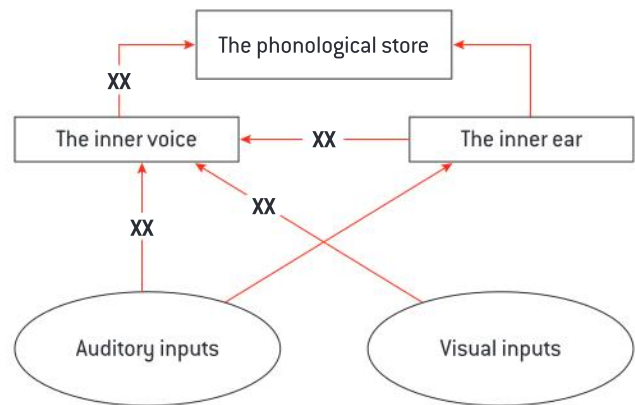 The phonological store
XX
The inner voice
XX
The inner ear
XX
XX
Auditory inputs
Visual inputs